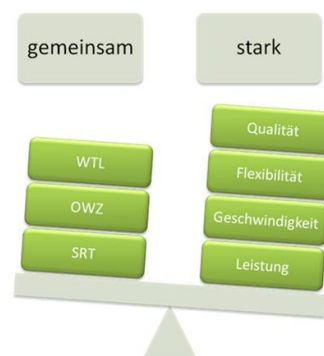 gemeinsam
stark
WTL
OWZ
SRT
Qualität
Flexibilität
Geschwindigkeit
Leistung